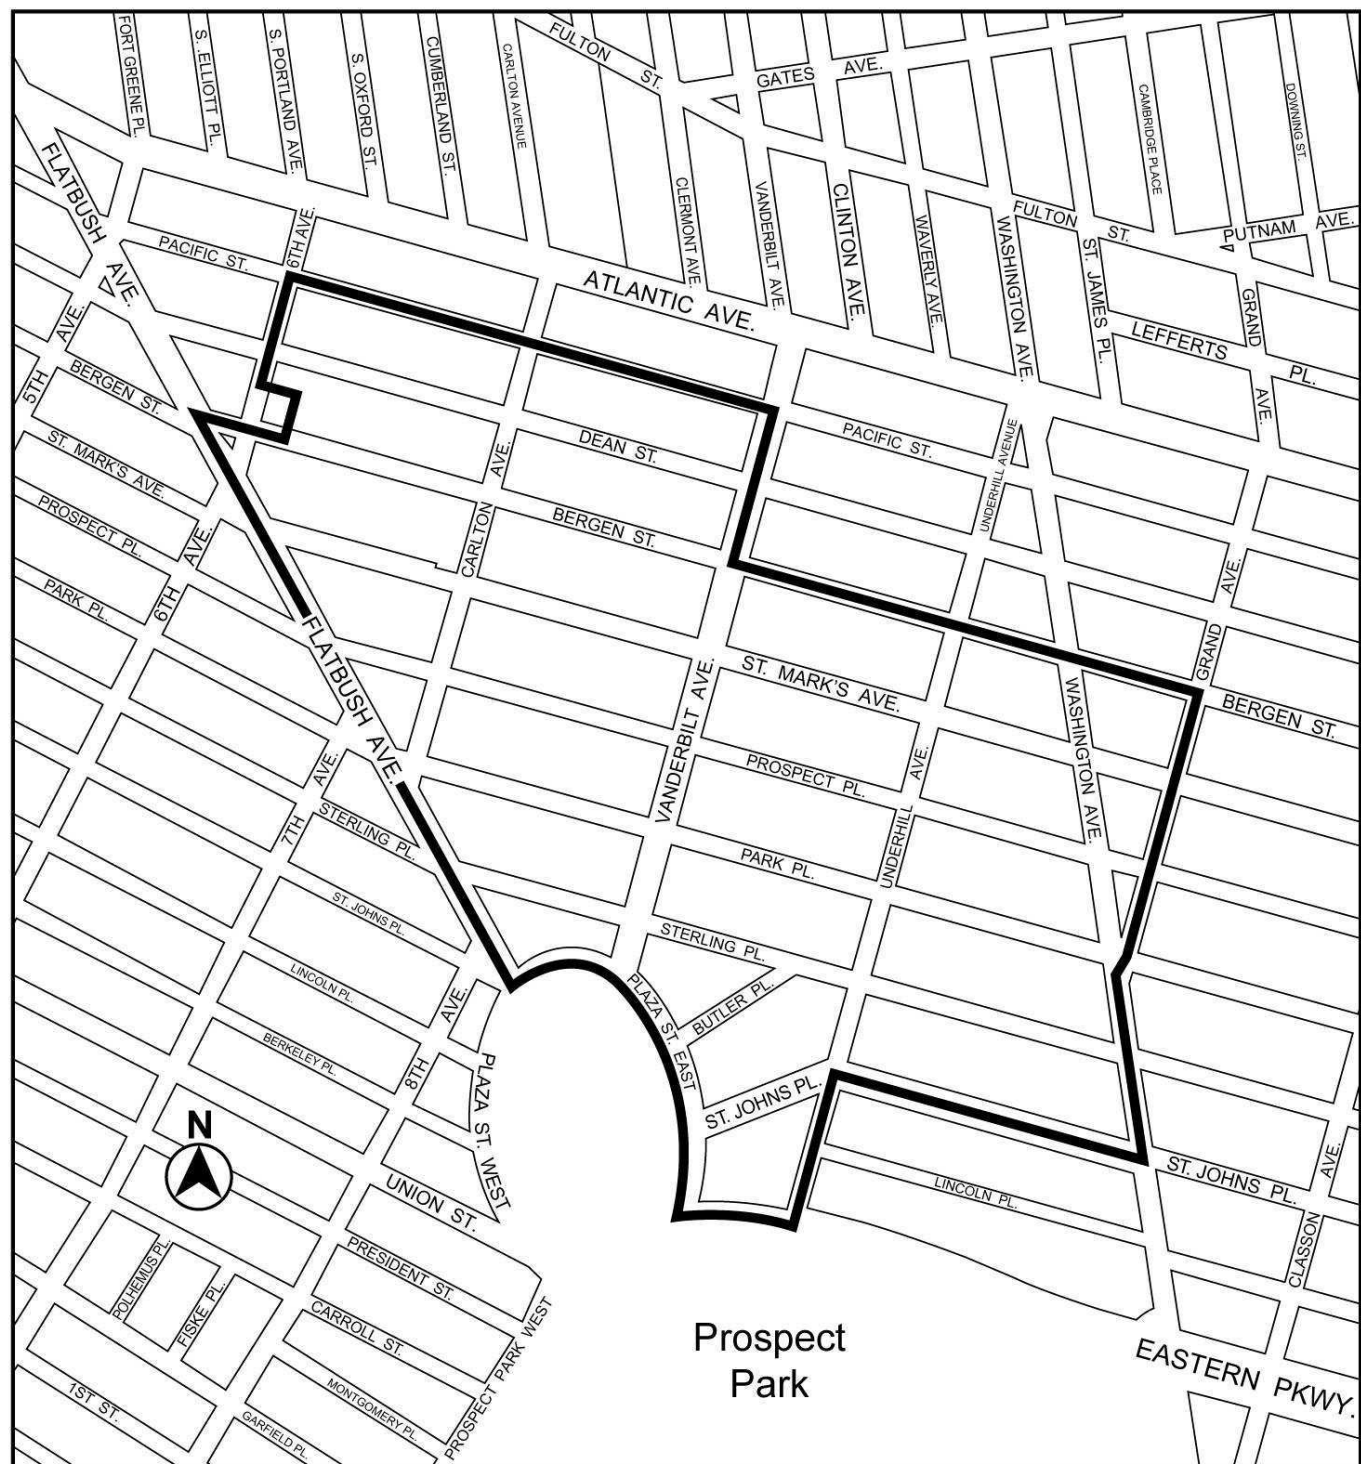 FORT GREENE PL.
S. .ELLIOTT PL.
S. PORTLAND AVE.
S. OXFORD ST.
CUMBERLAND ST.
CARLTON AVENUE
FULTON ST.
GATES AVE.
CLERMONT AVE.
VANDERBILT AVE.
CLINTON AVE.
WAVERLY AVE.
WASHINGTON AVE.
FULTON ST.
ST. JAMES PL.
CAMBRIDGE PLACE
DOWNING ST.
PUTNAM AVE.
GRAND AVE.
LEFFERTS PL.
FLATBUSH AVE.
PACIFIC ST.
6TH AVE.
ATLANTIC AVE.
5TH AVE.
BERGEN ST.
ST. MARK'S AVE.
PROSPECT PL.
PARK PL.
6TH AVE.
DEAN ST.
BERGEN ST.
CARLTON AVE.
PACIFIC ST.
UNDERHILL AVENUE
GRAND AVE.
BERGEN ST.
FLATBUSH AVE.
ST. MARK'S AVE.
VANDERBILT AVE.
PROSPECT PL.
UNDERHILL AVE.
WASHINGTON AVE.
PARK PL.
7TH AVE.
STERLING PL.
ST. JOHNS PL.
LINCOLN PL.
BERKELEY PL.
8TH AVE.
PLAZA ST. WEST
STERLING PL.
BUTLER PL.
PLAZA ST. EAST
ST. JOHNS PL.
LINCOLN PL.
ST. JOHNS PL.
CLASSON AVE.
N
UNION ST.
PRESIDENT ST.
CARROLL ST.
MONTGOMERY PL.
GARFIELD PL.
POLHEMUS PL.
FISKE PL.
1ST ST.
PROSPECT PARK WEST
Prospect
Park
EASTERN PKWY.